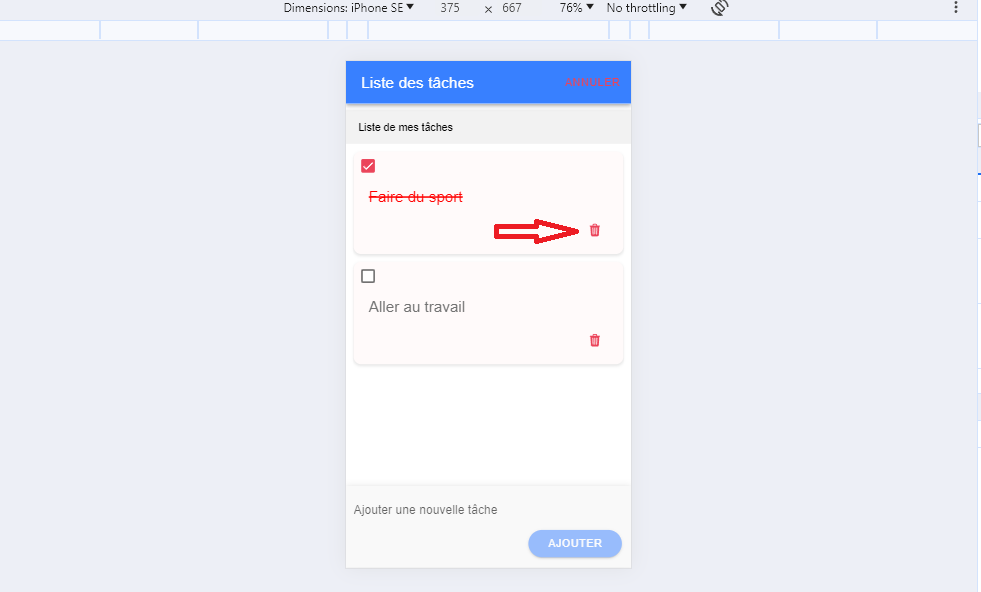 Dimensions: iPhone SE 375 × 667 76% No throttling
Liste des tâches ANNULER
Liste de mes tâches
Faire du sport
Aller au travail
Ajouter une nouvelle tâche
AJOUTER